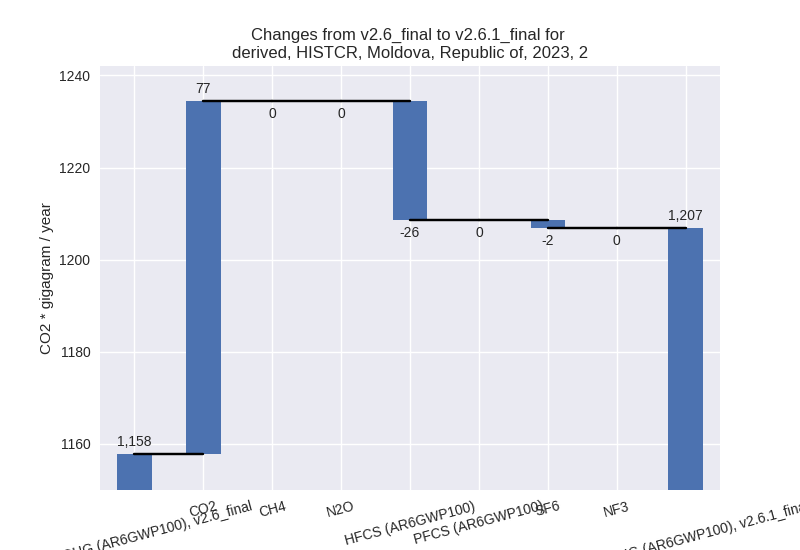 Changes from v2.6_final to v2.6.1_final for
derived, HISTCR, Moldova, Republic of, 2023, 2
CO2 * gigagram / year
1240
1220
1200
1180
1160
1,158
77
0
0
-26
0
-2
0
1,207
(AR6GWP100), v2.6_final
CO2
CH4
N2O
HFCS (AR6GWP100)
PFCS (AR6GWP100)
SF6
NF3
(AR6GWP100), v2.6.1_fina